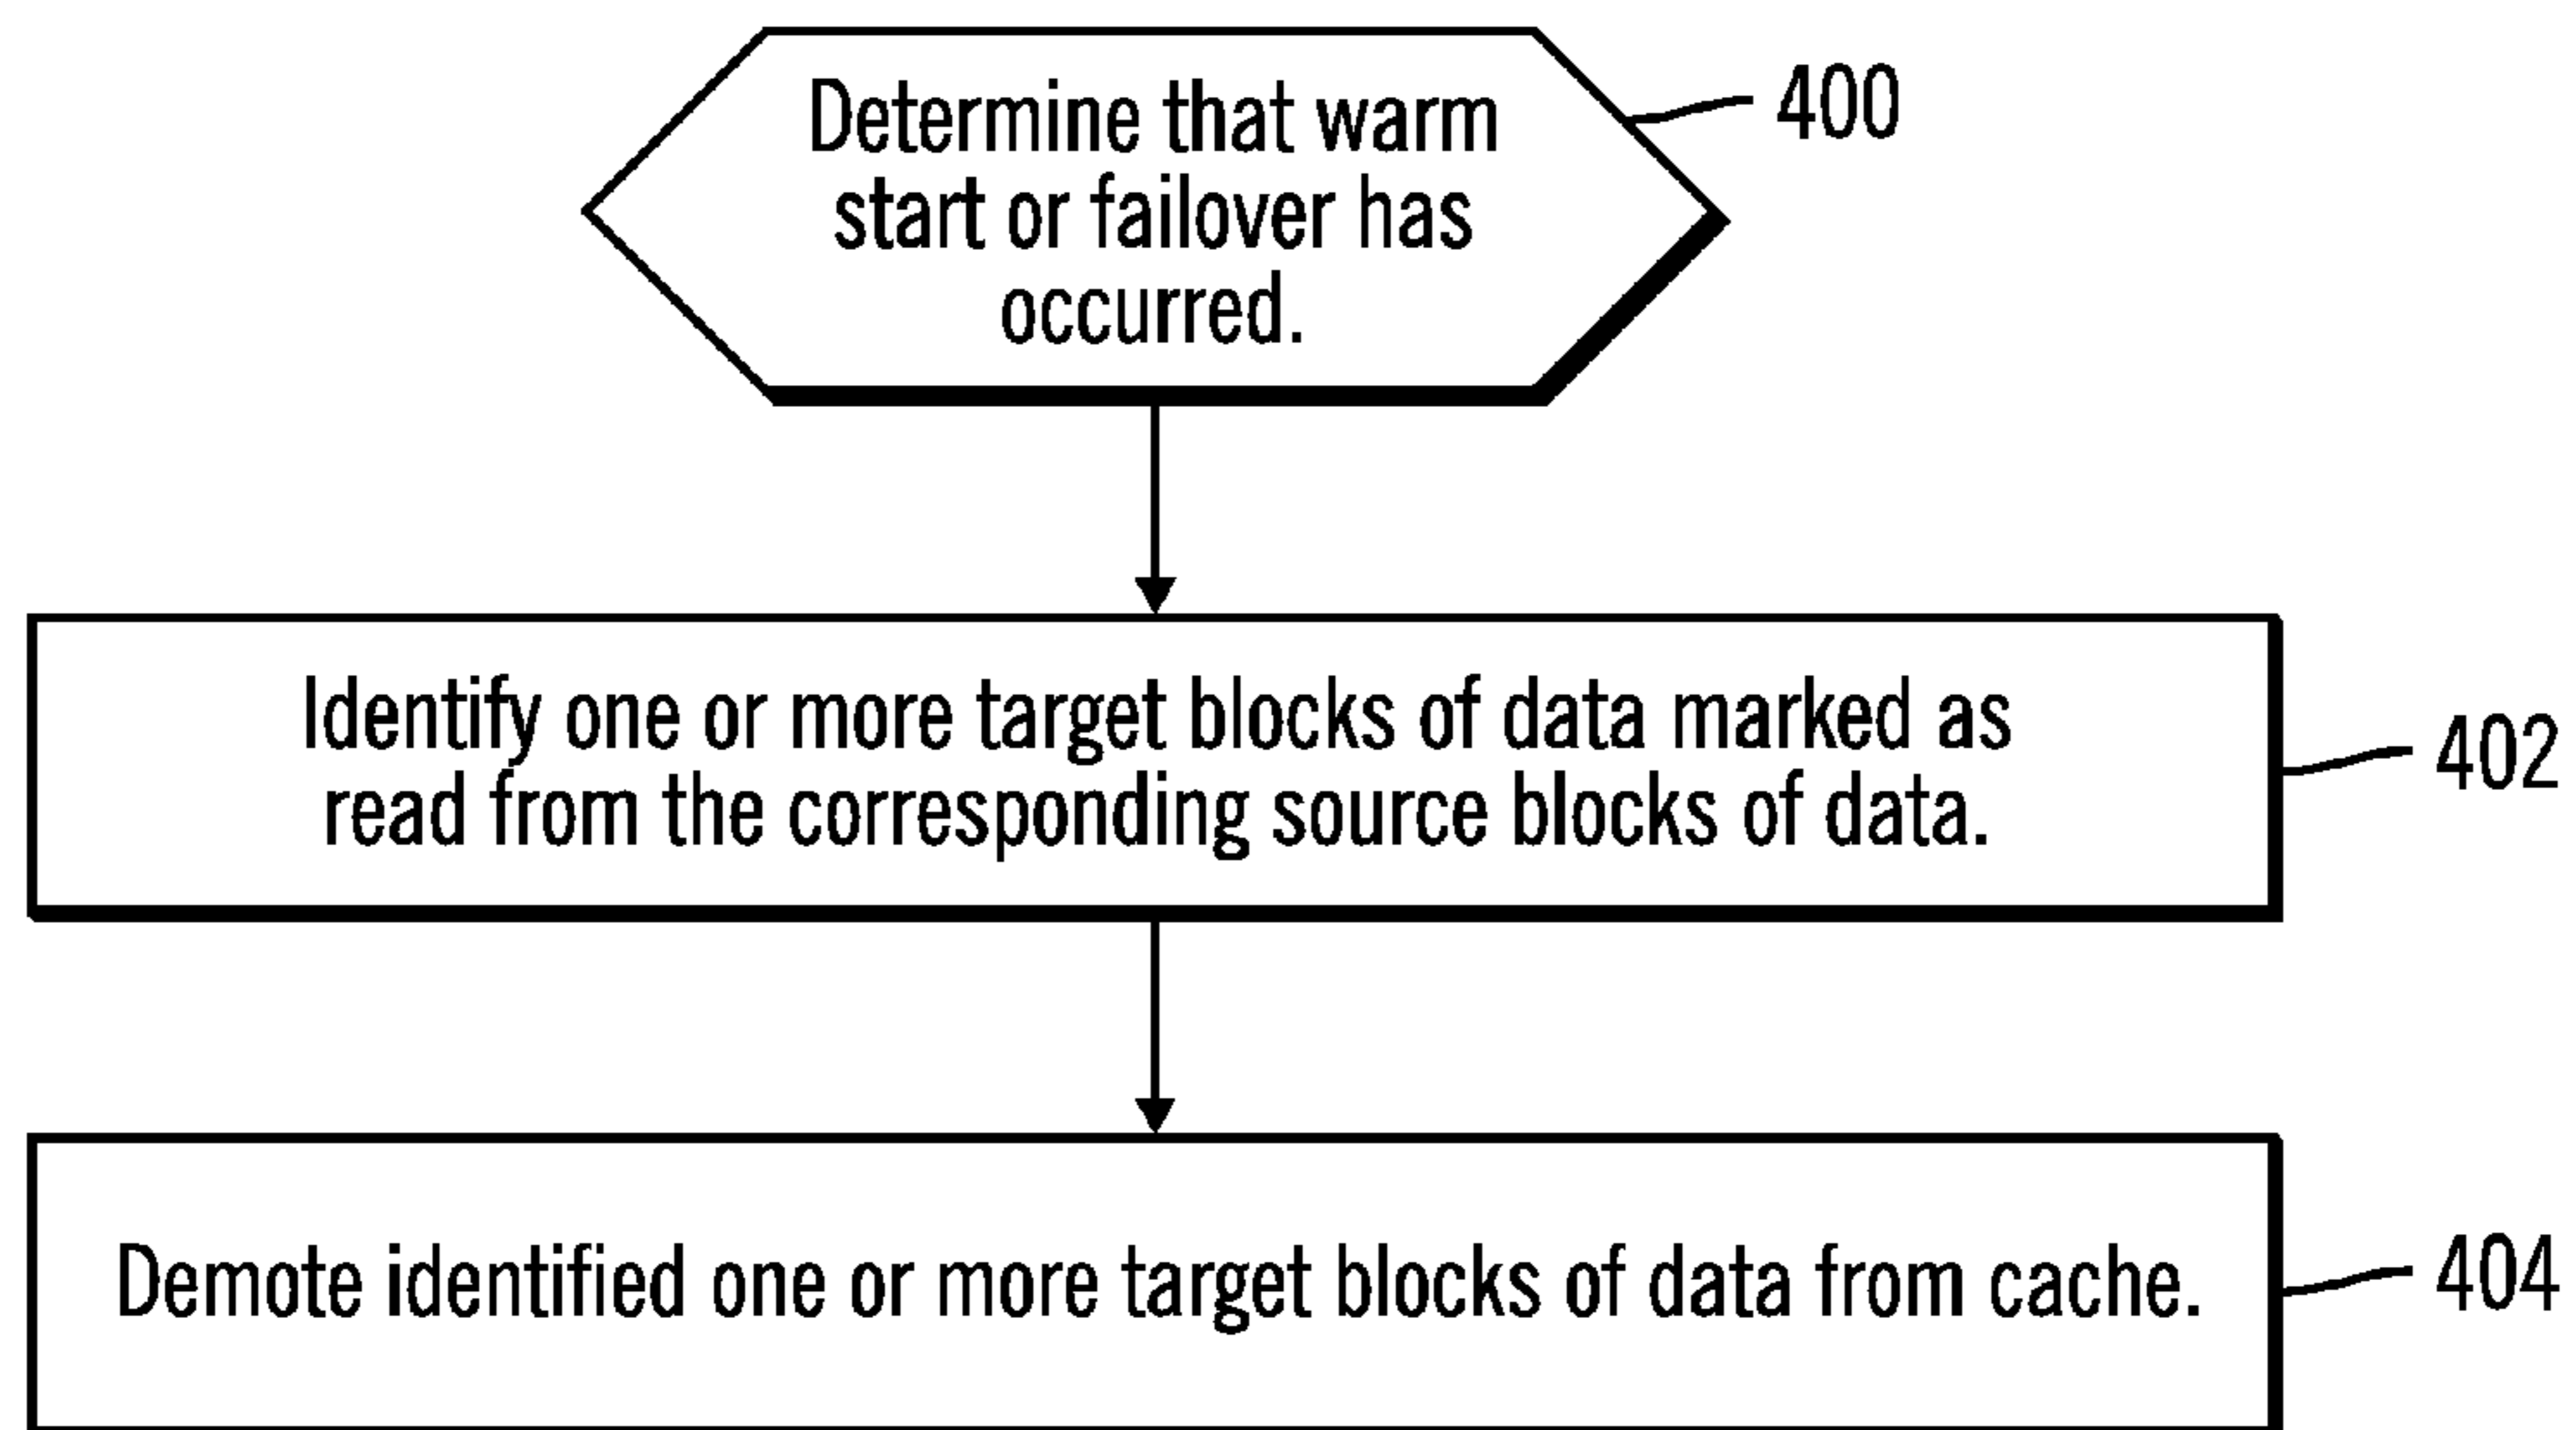 Determine that warm
start or failover has
occurred.
400
Identify one or more target blocks of data marked as
read from the corresponding source blocks of data.
402
Demote identified one or more target blocks of data from cache.
404